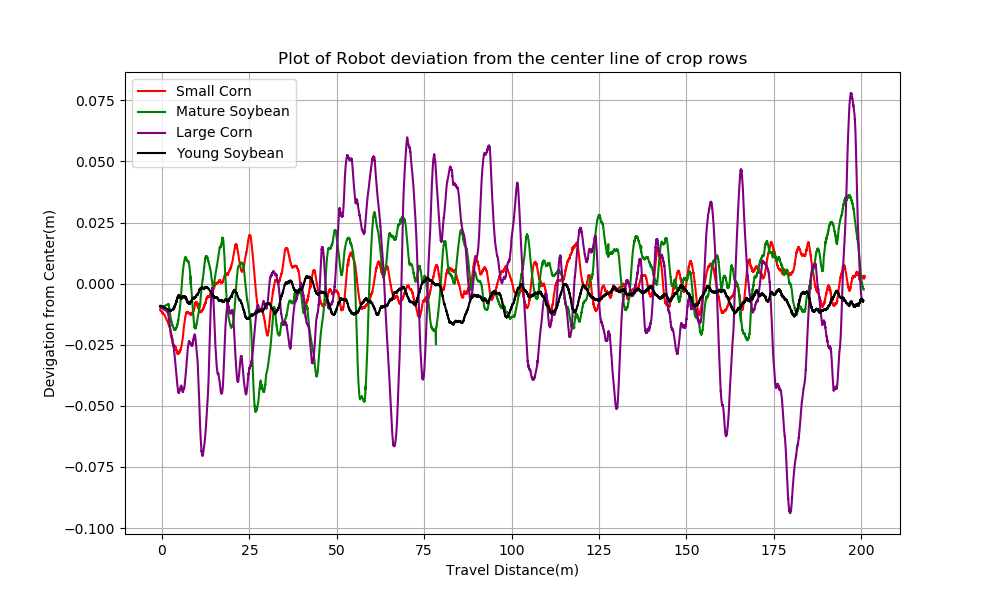 Plot of Robot deviation from the center line of crop rows
Small Corn
Mature Soybean
Large Corn
Young Soybean
Devigation from Center(m)
0.075
0.050
0.025
0.000
−0.025
−0.050
−0.075
−0.100
0 25 50 75 100 125 150 175 200
Travel Distance(m)